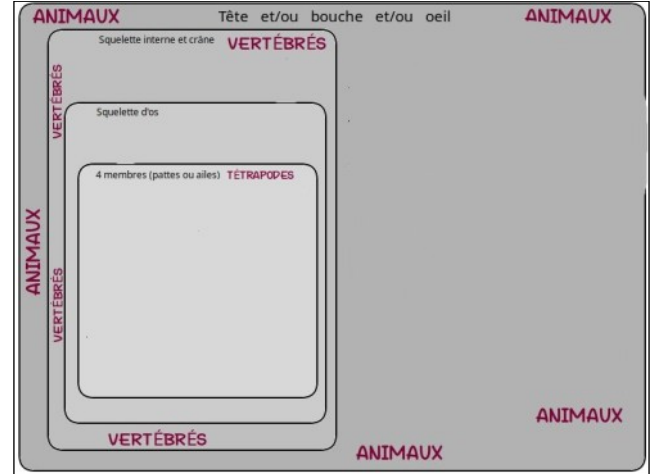 ANIMAUX Tête et/ou bouche et/ou oeil ANIMAUX
Squelette interne et crâne VERTÉBRÉS
VERTÉBRÉS
Squelette d'os
4 membres (pattes ou ailes) TÉTRAPODES
ANIMAUX
VERTÉBRÉS
ANIMAUX
VERTÉBRÉS
ANIMAUX